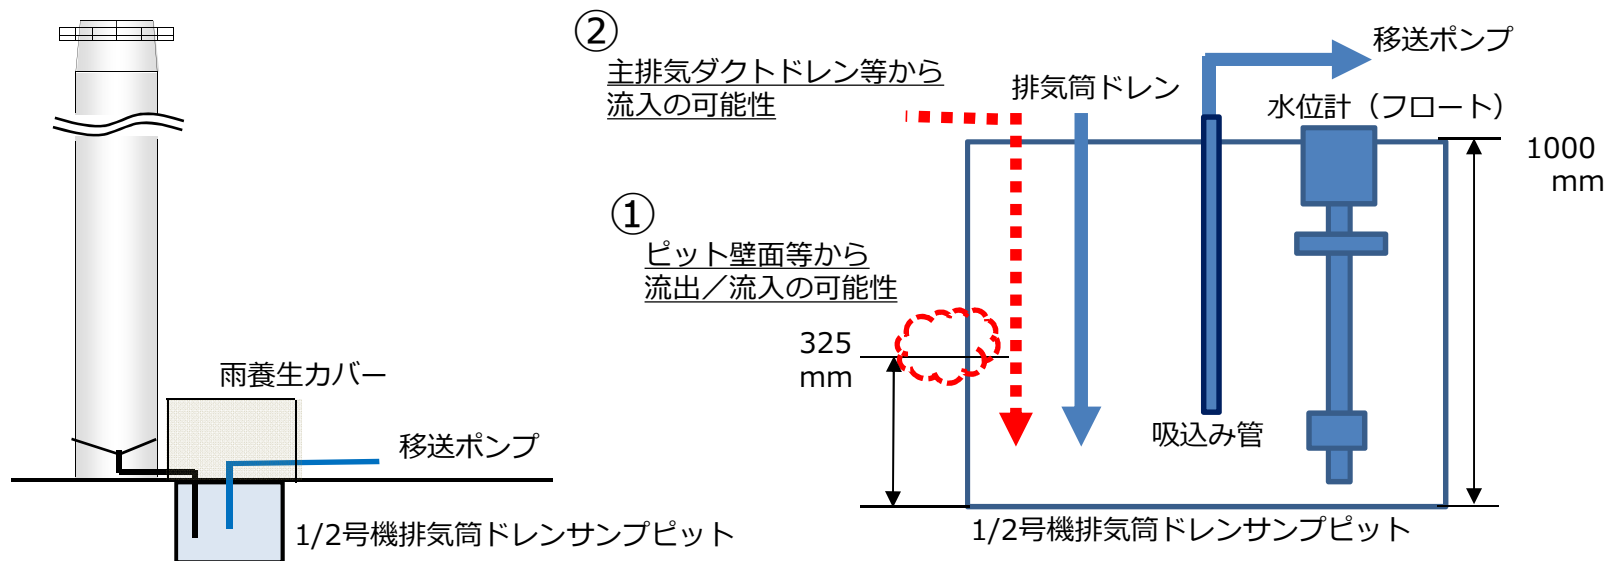 雨養生カバー
移送ポンプ
1/2号機排気筒ドレンサンプピット
②
主排気ダクトドレン等から
流入の可能性
①
ピット壁面等から
流出／流入の可能性
325
mm
排気筒ドレン
移送ポンプ
水位計（フロート）
1000
mm
吸込み管
1/2号機排気筒ドレンサンプピット